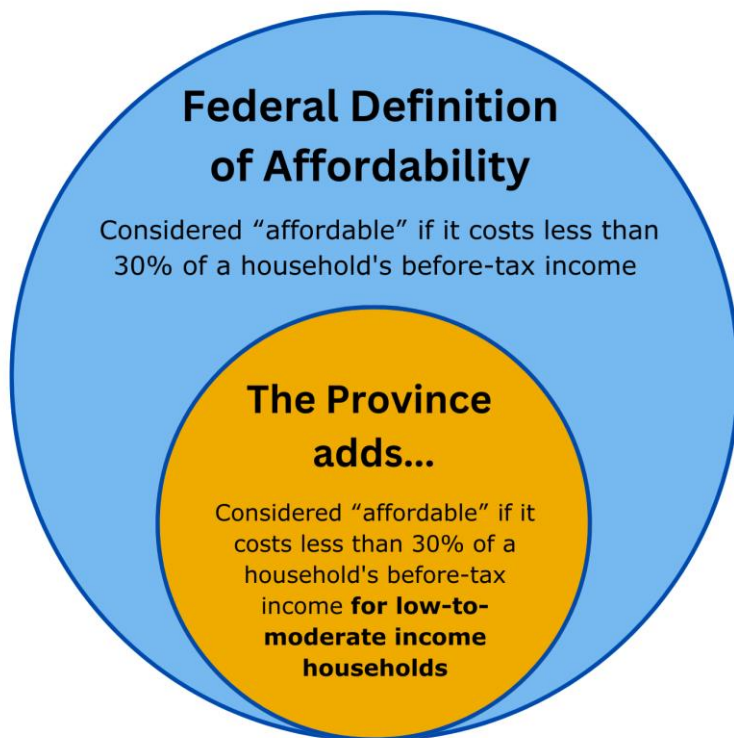 Federal Definition
of Affordability
Considered “affordable” if it costs less than
30% of a household's before-tax income
The Province
adds...
Considered “affordable” if it
costs less than 30% of a
household's before-tax
income for low-to-
moderate income
households